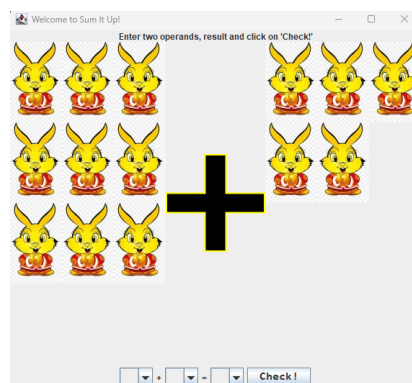 Welcome to Sum It Up!
Enter two operands, result and click on 'Check!'
+ = Check!